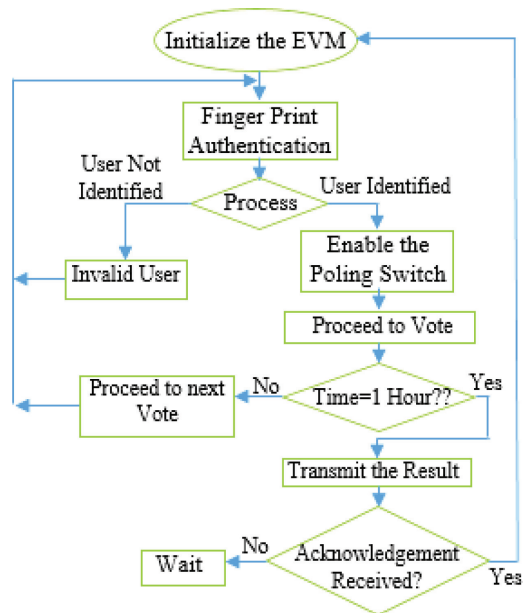 Initialize the EVM
Finger Print
Authentication
User Not
Identified
User Identified
Process
Enable the
Poling Switch
Invalid User
Proceed to Vote
Proceed to next
Vote
No
Time=1 Hour??
Yes
Transmit the Result
Wait
No
Acknowledgement
Received?
Yes